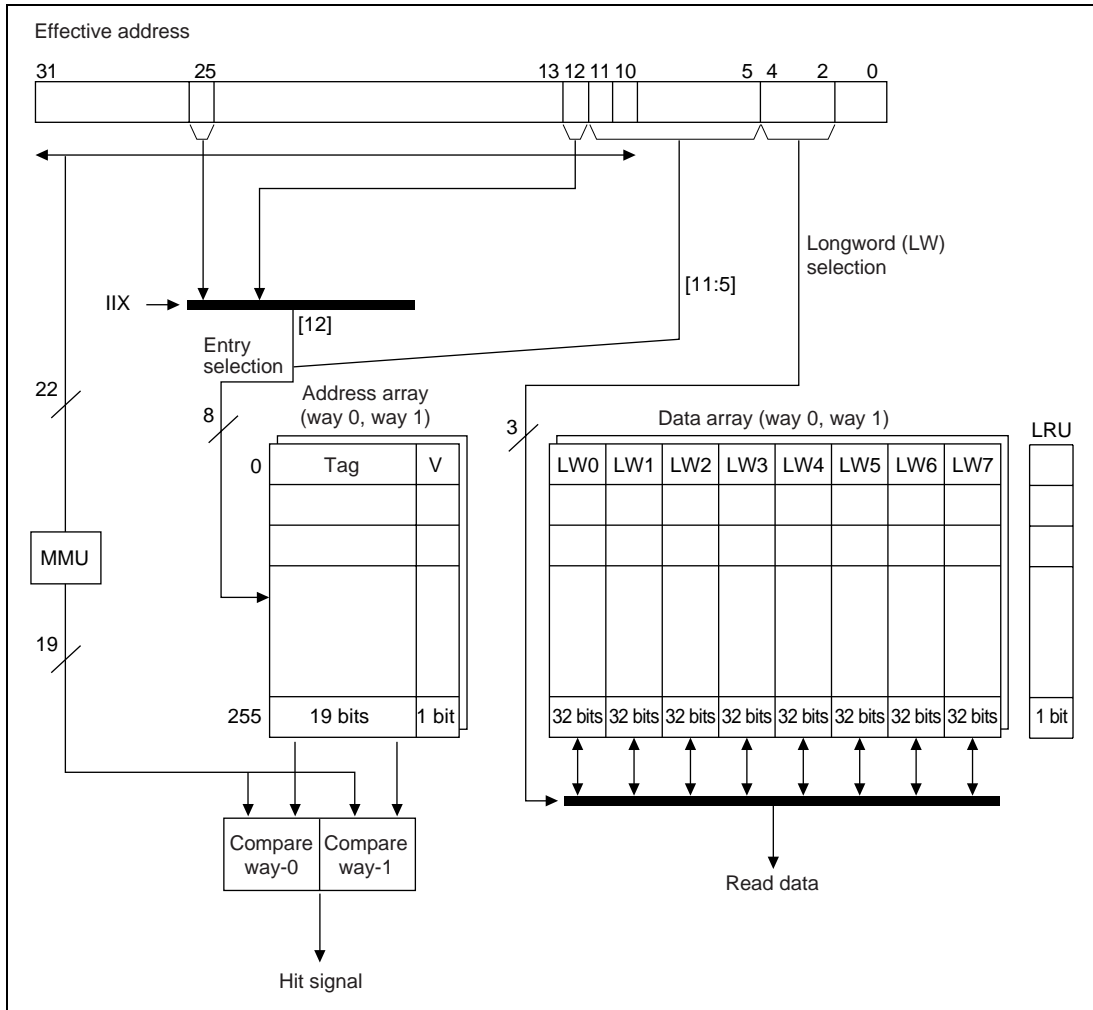 Effective address
31 25 13 12 11 10 5 4 2 0
Longword (LW)
selection
[11:5]
IIX
[12]
Entry
selection
22
8
Address array
(way 0, way 1)
3
Data array (way 0, way 1)
LRU
0 Tag V
LW0 LW1 LW2 LW3 LW4 LW5 LW6 LW7
MMU
19
255 19 bits 1 bit
32 bits 32 bits 32 bits 32 bits 32 bits 32 bits 32 bits 32 bits
1 bit
Compare
way-0
Compare
way-1
Read data
Hit signal